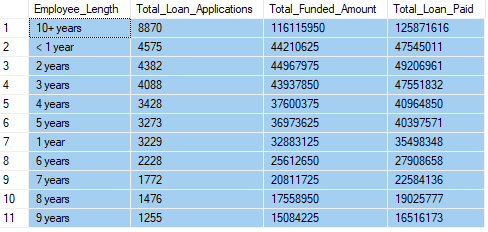 Employee_Length Total_Loan_Applications Total_Funded_Amount Total_Loan_Paid
1 10+ years 8870 116115950 125871616
2 < 1 year 4575 44210625 47545011
3 2 years 4382 44967975 49206961
4 3 years 4088 43937850 47551832
5 4 years 3428 37600375 40964850
6 5 years 3273 36973625 40397571
7 1 year 3229 32883125 35498348
8 6 years 2228 25612650 27908658
9 7 years 1772 20811725 22584136
10 8 years 1476 17558950 19025777
11 9 years 1255 15084225 16516173